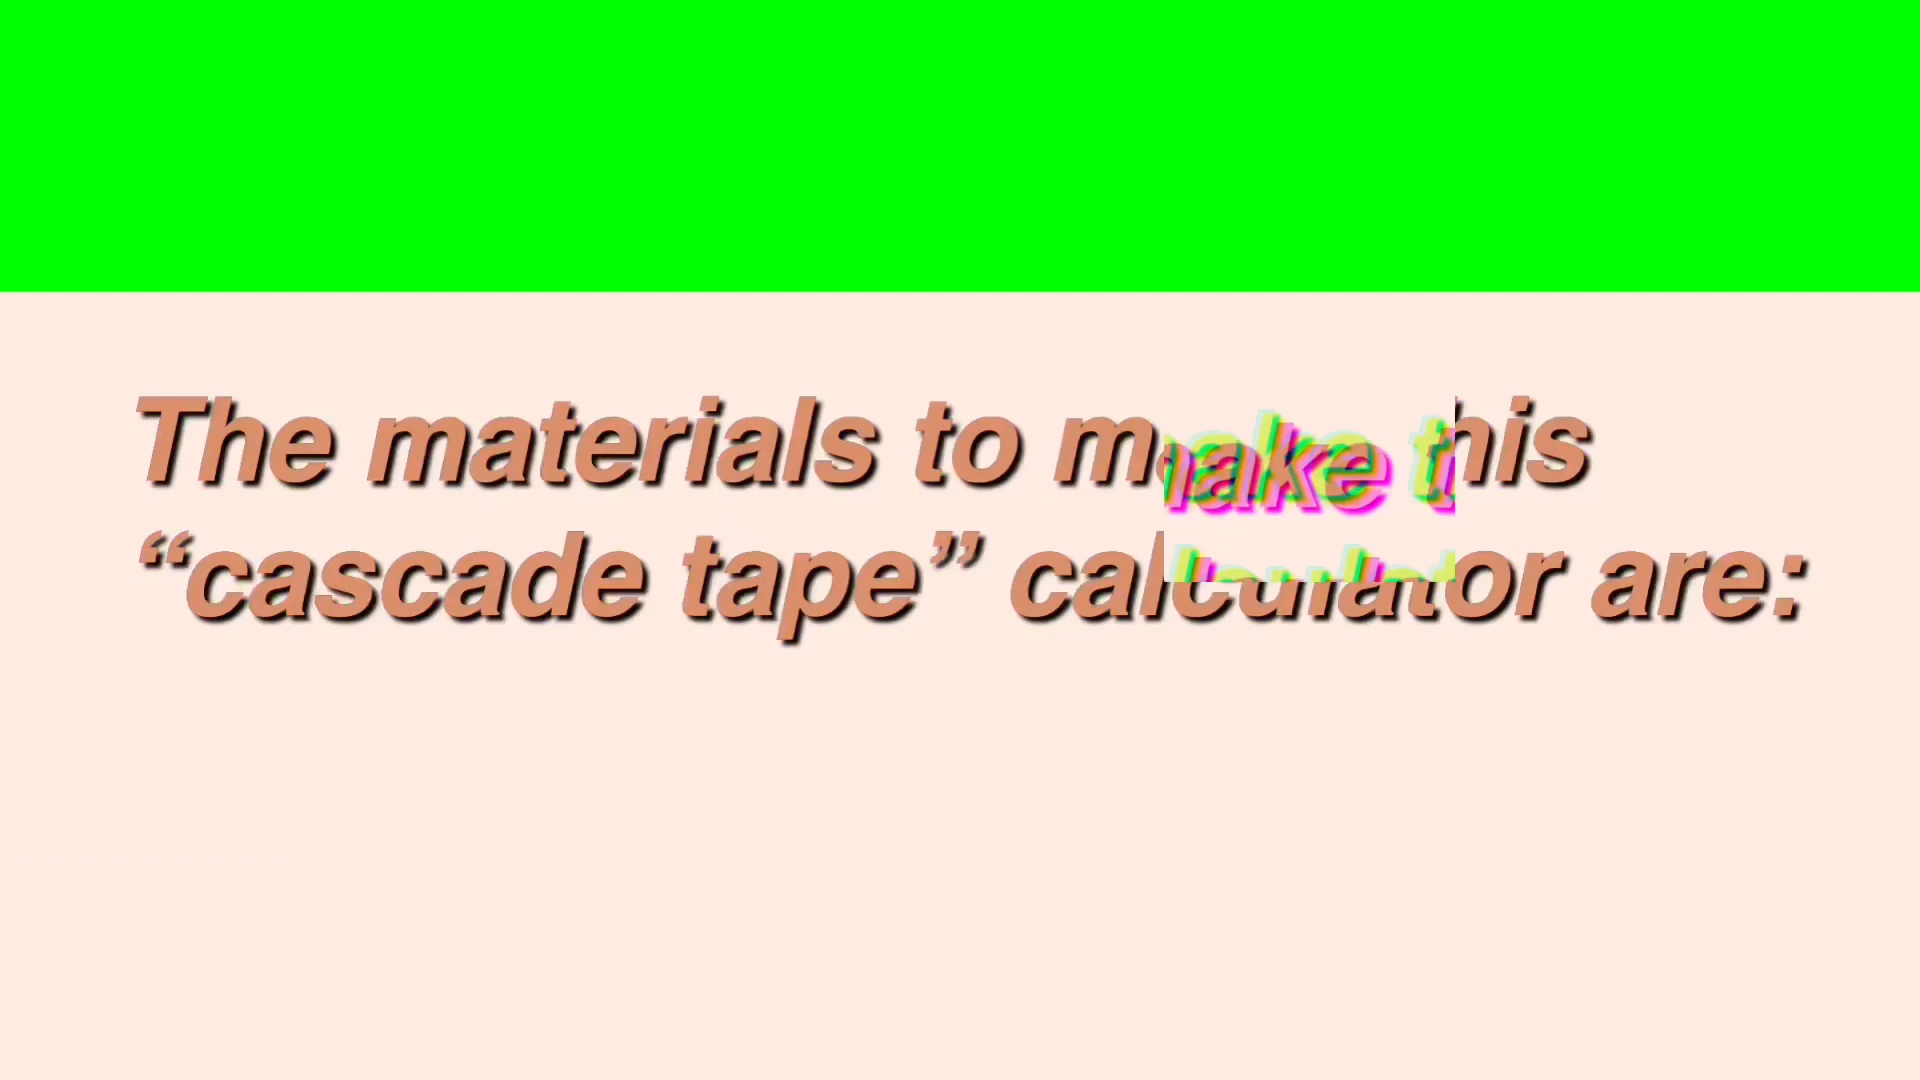 The materials to make this
“cascade tape” calculator are: